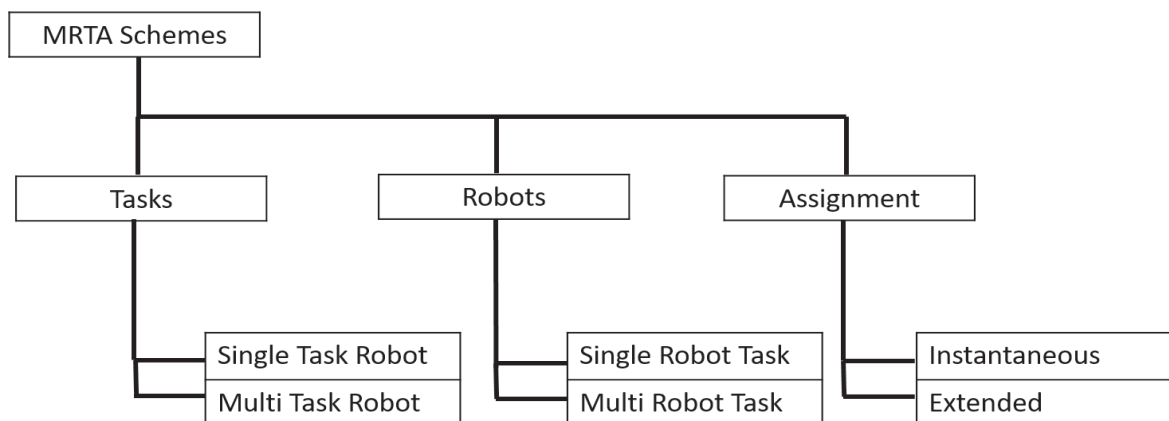 MRTA Schemes
Tasks
Robots
Assignment
Single Task Robot
Multi Task Robot
Single Robot Task
Multi Robot Task
Instantaneous
Extended